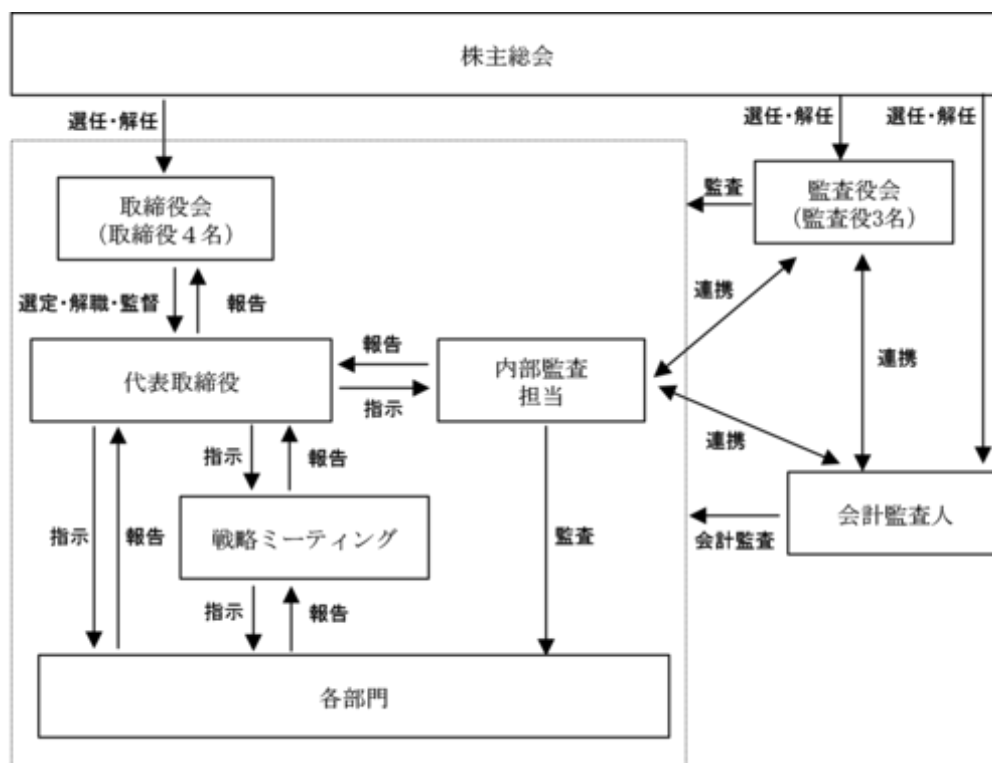 株主総会
選任・解任
選任・解任
選任・解任
取締役会
（取締役４名）
監査
監査役会
（監査役3名）
選定・解職・監督
報告
連携
代表取締役
報告
指示
内部監査
担当
連携
連携
指示
報告
指示
報告
戦略ミーティング
監査
会計監査
会計監査人
指示
報告
各部門